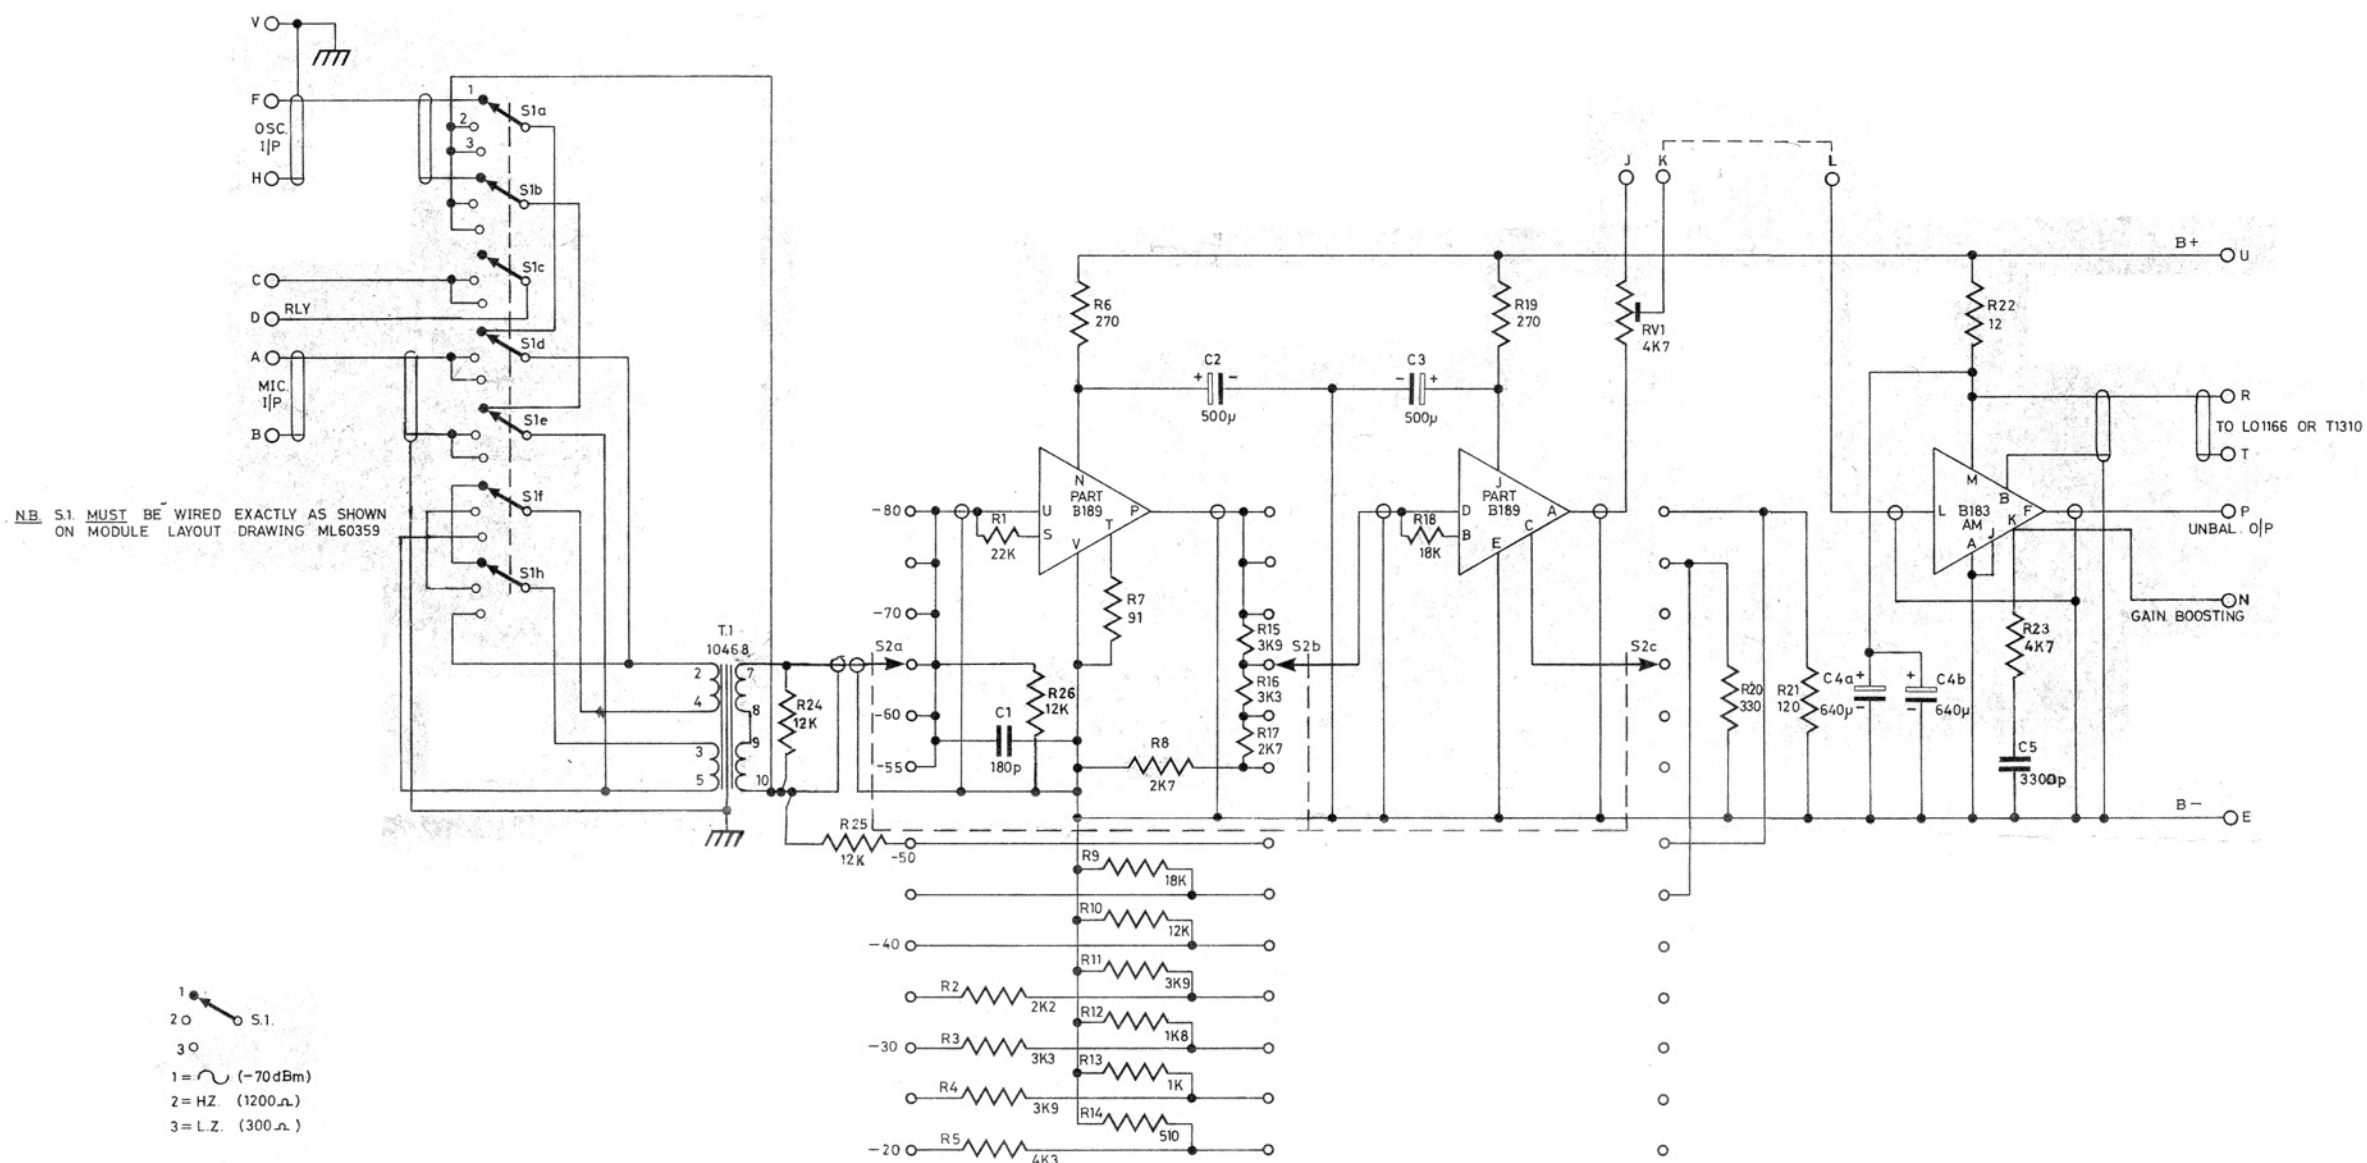 V
F
OSC.
I|P
H
1
2
3
S1a
S1b
S1c
C
D
RLY
S1d
A
MIC.
I|P
B
S1e
S1f
S1h
N.B. S.1. MUST BE WIRED EXACTLY AS SHOWN
ON MODULE LAYOUT DRAWING ML60359
T.1
10468
2
4
3
5
7
8
9
10
R24
12K
R25
12K
S2a
-80
-70
-60
-55
-50
-40
-30
-20
R1
22K
U
S
N
PART
B189
T
P
V
R6
270
C2
+
-
500µ
C3
-
+
500µ
R19
270
R7
91
R26
12K
C1
180p
R8
2K7
R15
3K9
R16
3K3
R17
2K7
S2b
R18
18K
D
B
J
PART
B189
C
A
E
S2c
J
K
L
RV1
4K7
R20
330
R21
120
R22
12
C4a
+
-
640µ
C4b
+
-
640µ
L
M
B
B183
AM
K
F
J
A
R23
4K7
C5
3300p
B+
U
R
TO LO1166 OR T1310
T
P
UNBAL. O|P
N
GAIN BOOSTING
B-
E
R9
18K
R10
12K
R11
3K9
R2
2K2
R12
1K8
R3
3K3
R13
1K
R4
3K9
R14
510
R5
4K3
1
2
3
S.1.
1= (-70dBm)
2= HZ. (1200Ω)
3= L.Z. (300Ω)